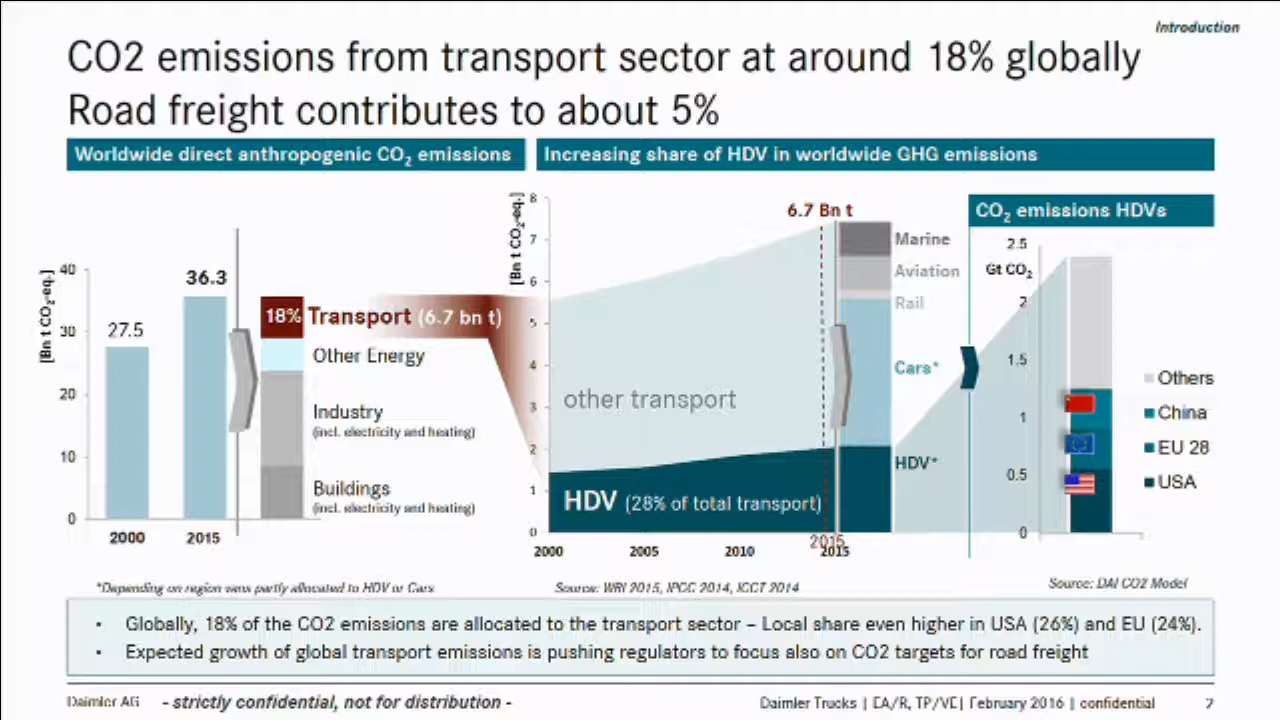 Introduction
CO2 emissions from transport sector at around 18% globally
Road freight contributes to about 5%
Worldwide direct anthropogenic CO₂ emissions
[Bn t CO₂-eq.]
40
30
20
10
0
27.5
36.3
2000
2015
18% Transport (6.7 bn t)
Other Energy
Industry
(incl. electricity and heating)
Buildings
(incl. electricity and heating)
*Depending on region vans partly allocated to HDV or Cars
Increasing share of HDV in worldwide GHG emissions
[Bn t CO₂-eq.]
8
7
6
5
4
3
2
1
0
6.7 Bn t
other transport
HDV (28% of total transport)
2015
2000
2005
2010
2015
Marine
Aviation
Rail
Cars*
HDV*
Source: WRI 2015, IPCC 2014, ICCT 2014
CO₂ emissions HDVs
Gt CO₂
2.5
2
1.5
1
0.5
0
Others
China
EU 28
USA
Source: DAI CO2 Model
• Globally, 18% of the CO2 emissions are allocated to the transport sector – Local share even higher in USA (26%) and EU (24%).
• Expected growth of global transport emissions is pushing regulators to focus also on CO2 targets for road freight
Daimler AG - strictly confidential, not for distribution -
Daimler Trucks | EA/R, TP/VE| February 2016 | confidential